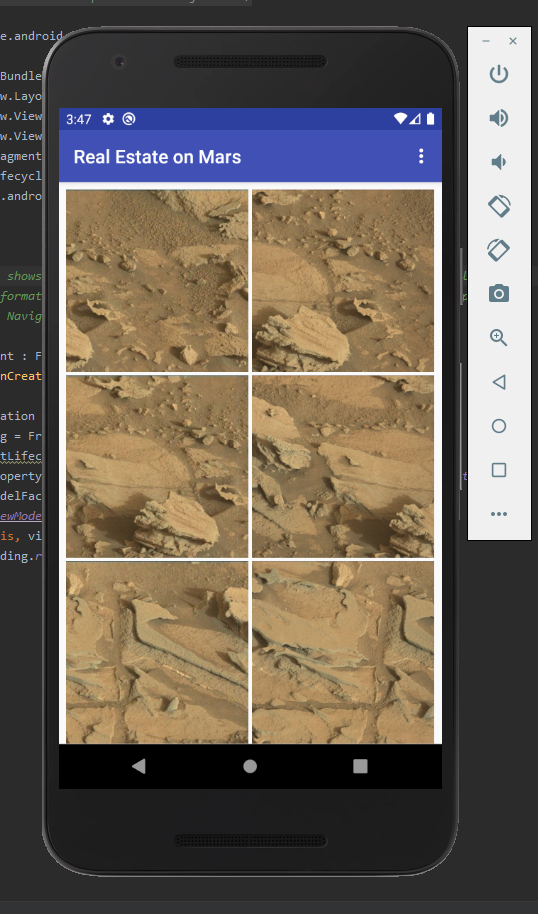 e.android
Bundle
w.Layo
w.View
w.View
agment
fecycl
.andro
shows
format
Navig
nt : F
nCreat
ation
g = Fr
tLifec
operty
delFac
ewMode
is, vi
ding.r
3:47
Real Estate on Mars